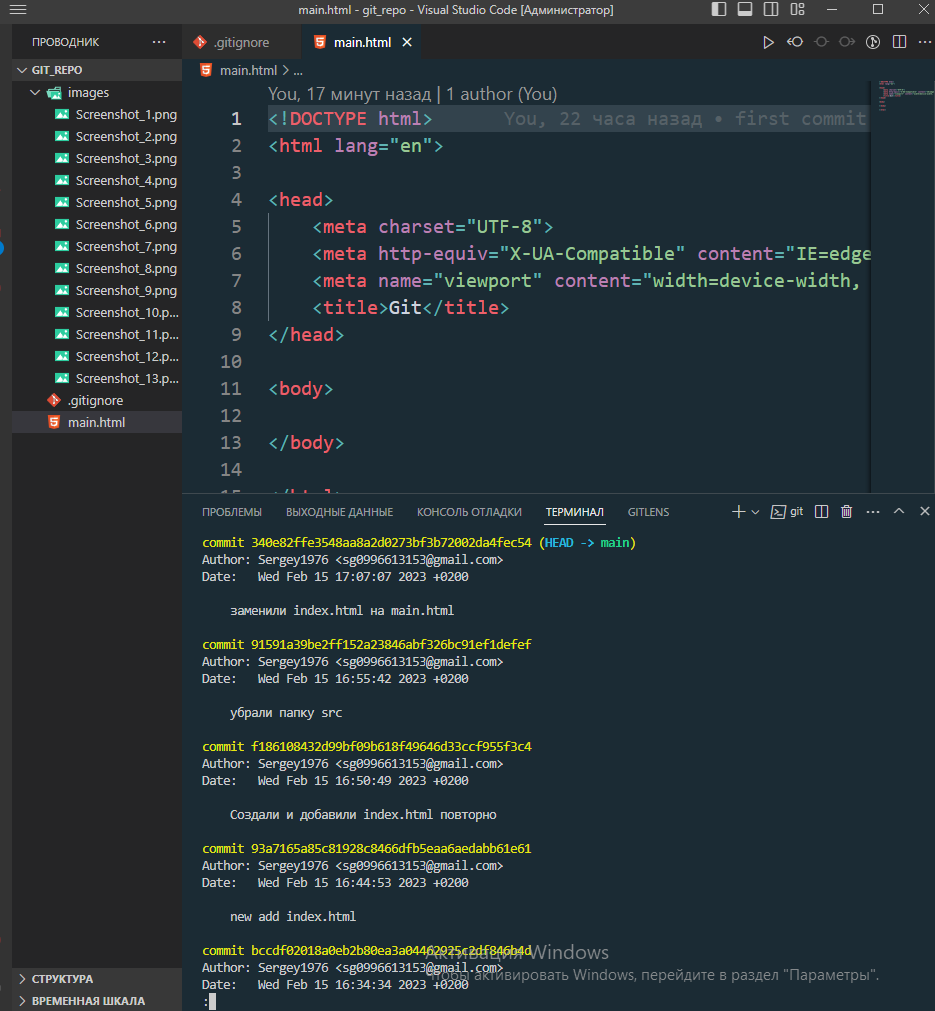 main.html - git_repo - Visual Studio Code [Администратор]
ПРОВОДНИК ...
.gitignore
main.html
GIT_REPO
main.html > ...
images
Screenshot_1.png
Screenshot_2.png
Screenshot_3.png
Screenshot_4.png
Screenshot_5.png
Screenshot_6.png
Screenshot_7.png
Screenshot_8.png
Screenshot_9.png
Screenshot_10.p...
Screenshot_11.p...
Screenshot_12.p...
Screenshot_13.p...
.gitignore
main.html
You, 17 минут назад | 1 author (You)
1 <!DOCTYPE html> You, 22 часа назад • first commit
2 <html lang="en">
3
4 <head>
5 <meta charset="UTF-8">
6 <meta http-equiv="X-UA-Compatible" content="IE=edge
7 <meta name="viewport" content="width=device-width,
8 <title>Git</title>
9 </head>
10
11 <body>
12
13 </body>
14
ПРОБЛЕМЫ ВЫХОДНЫЕ ДАННЫЕ КОНСОЛЬ ОТЛАДКИ ТЕРМИНАЛ GITLENS
git
commit 340e82ffe3548aa8a2d0273bf3b72002da4fec54 (HEAD -> main)
Author: Sergey1976 <sg0996613153@gmail.com>
Date: Wed Feb 15 17:07:07 2023 +0200
заменили index.html на main.html
commit 91591a39be2ff152a23846abf326bc91ef1defef
Author: Sergey1976 <sg0996613153@gmail.com>
Date: Wed Feb 15 16:55:42 2023 +0200
убрали папку src
commit f186108432d99bf09b618f49646d33ccf955f3c4
Author: Sergey1976 <sg0996613153@gmail.com>
Date: Wed Feb 15 16:50:49 2023 +0200
Создали и добавили index.html повторно
commit 93a7165a85c81928c8466dfb5eaa6aedabb61e61
Author: Sergey1976 <sg0996613153@gmail.com>
Date: Wed Feb 15 16:44:53 2023 +0200
new add index.html
commit bccdf02018a0eb2b80ea3a04462925c2df846b4d
Author: Sergey1976 <sg0996613153@gmail.com>
Date: Wed Feb 15 16:34:34 2023 +0200
:
Активация Windows
Чтобы активировать Windows, перейдите в раздел "Параметры".
СТРУКТУРА
ВРЕМЕННАЯ ШКАЛА